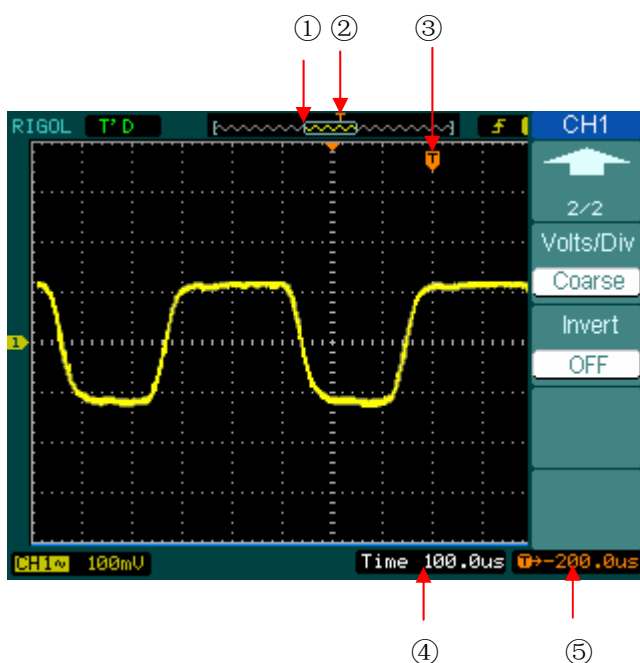 ① ② ③
T
RIGOL T'D CH1
T
2/2
Volts/Div
Coarse
Invert
1
OFF
CH1~ 100mV Time 100.0us T→-200.0us
④ ⑤